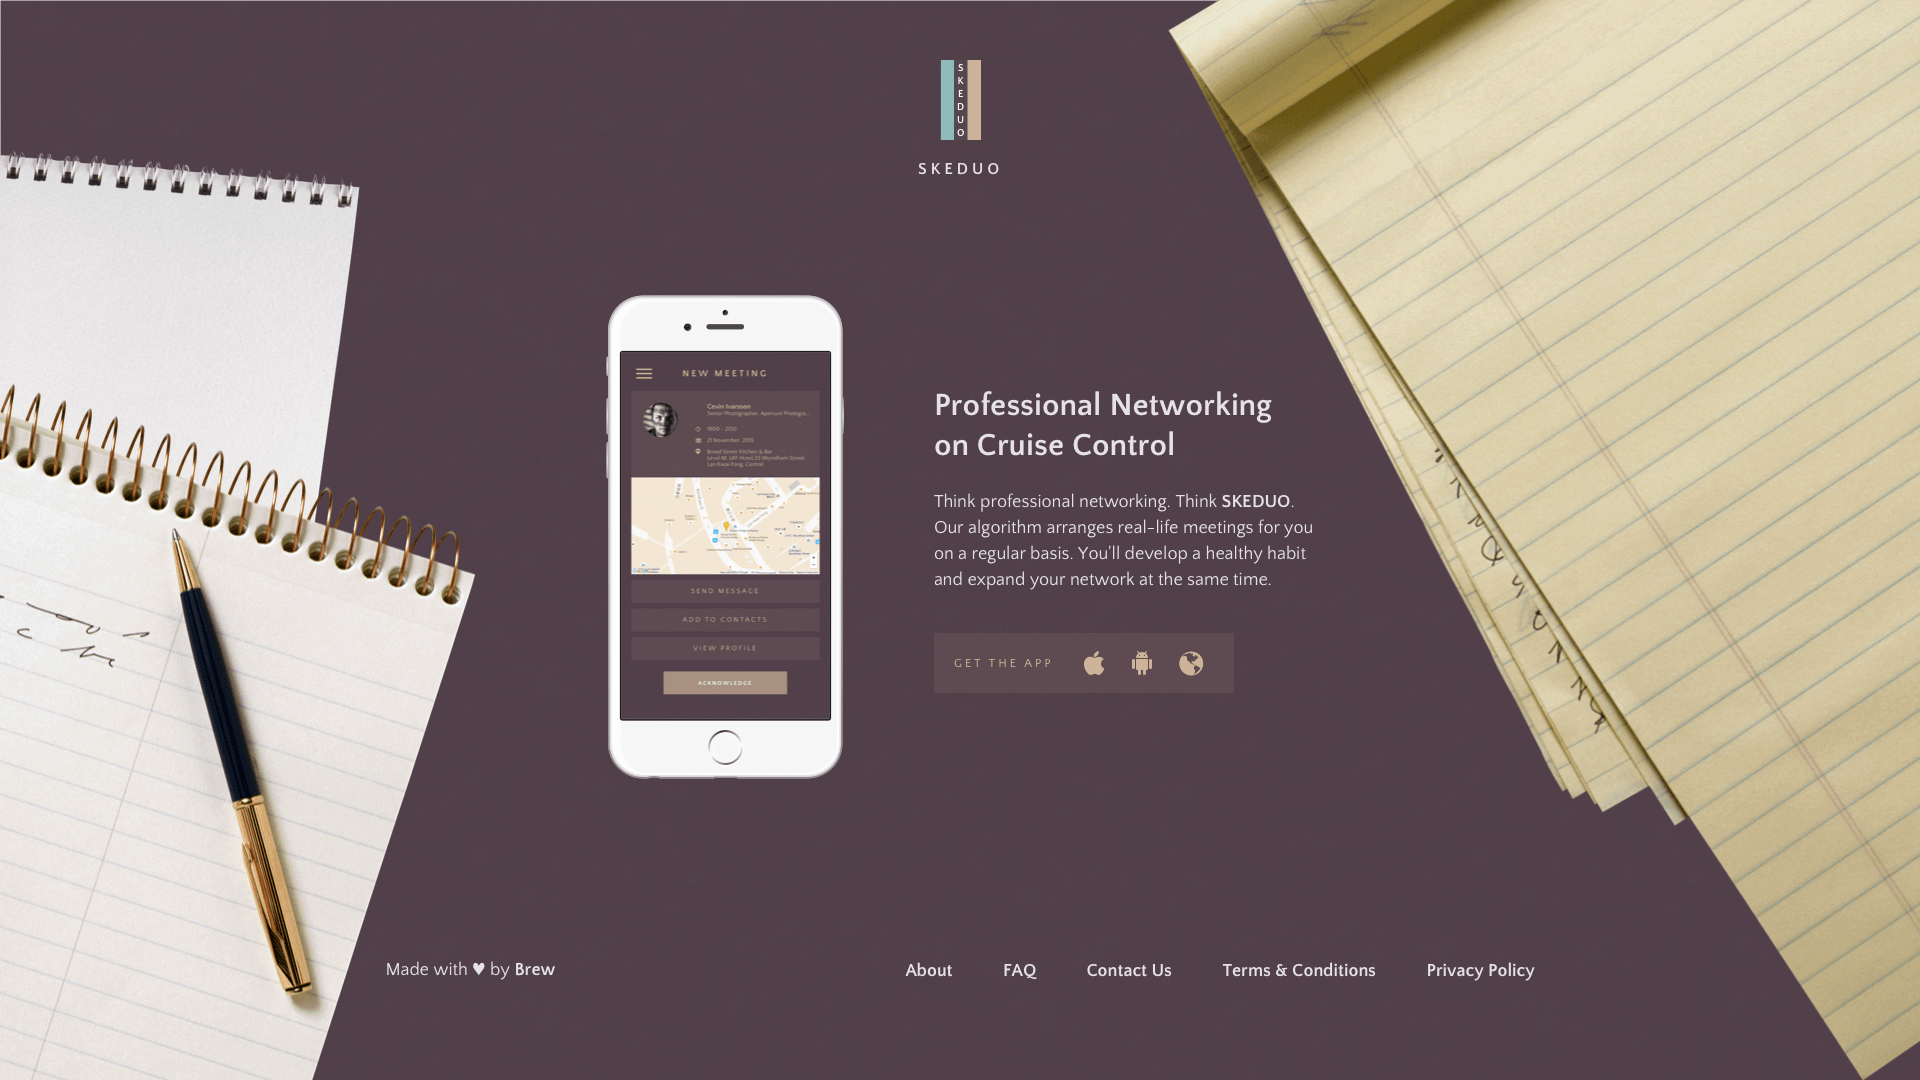 SKEDUO
SKEDUO
NEW MEETING
Cevin Ivarsson
Senior Photographer, Aperture Photogra...
1900 - 2030
21 November, 2015
Bread Street Kitchen & Bar
Level M, LKF Hotel, 33 Wyndham Street,
Lan Kwai Fong, Central
SEND MESSAGE
ADD TO CONTACTS
VIEW PROFILE
ACKNOWLEDGE
Professional Networking
on Cruise Control
Think professional networking. Think SKEDUO.
Our algorithm arranges real-life meetings for you
on a regular basis. You'll develop a healthy habit
and expand your network at the same time.
GET THE APP
Made with ♥ by Brew
About FAQ Contact Us Terms & Conditions Privacy Policy